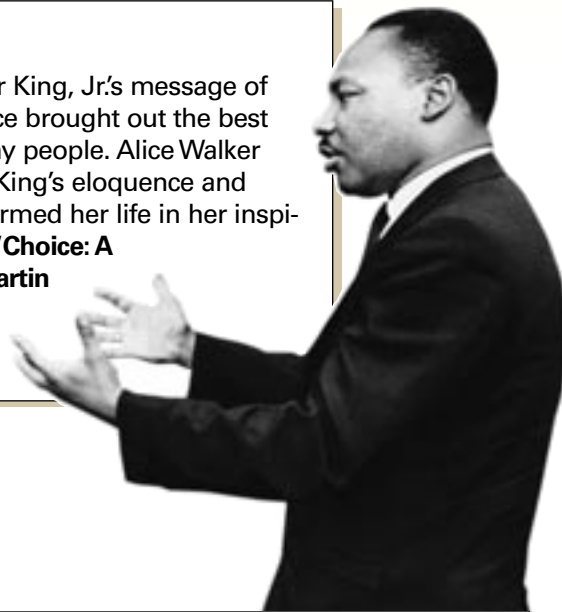 r King, Jr.'s message of
ce brought out the best
ny people. Alice Walker
King's eloquence and
rmed her life in her inspi-
Choice: A
artin